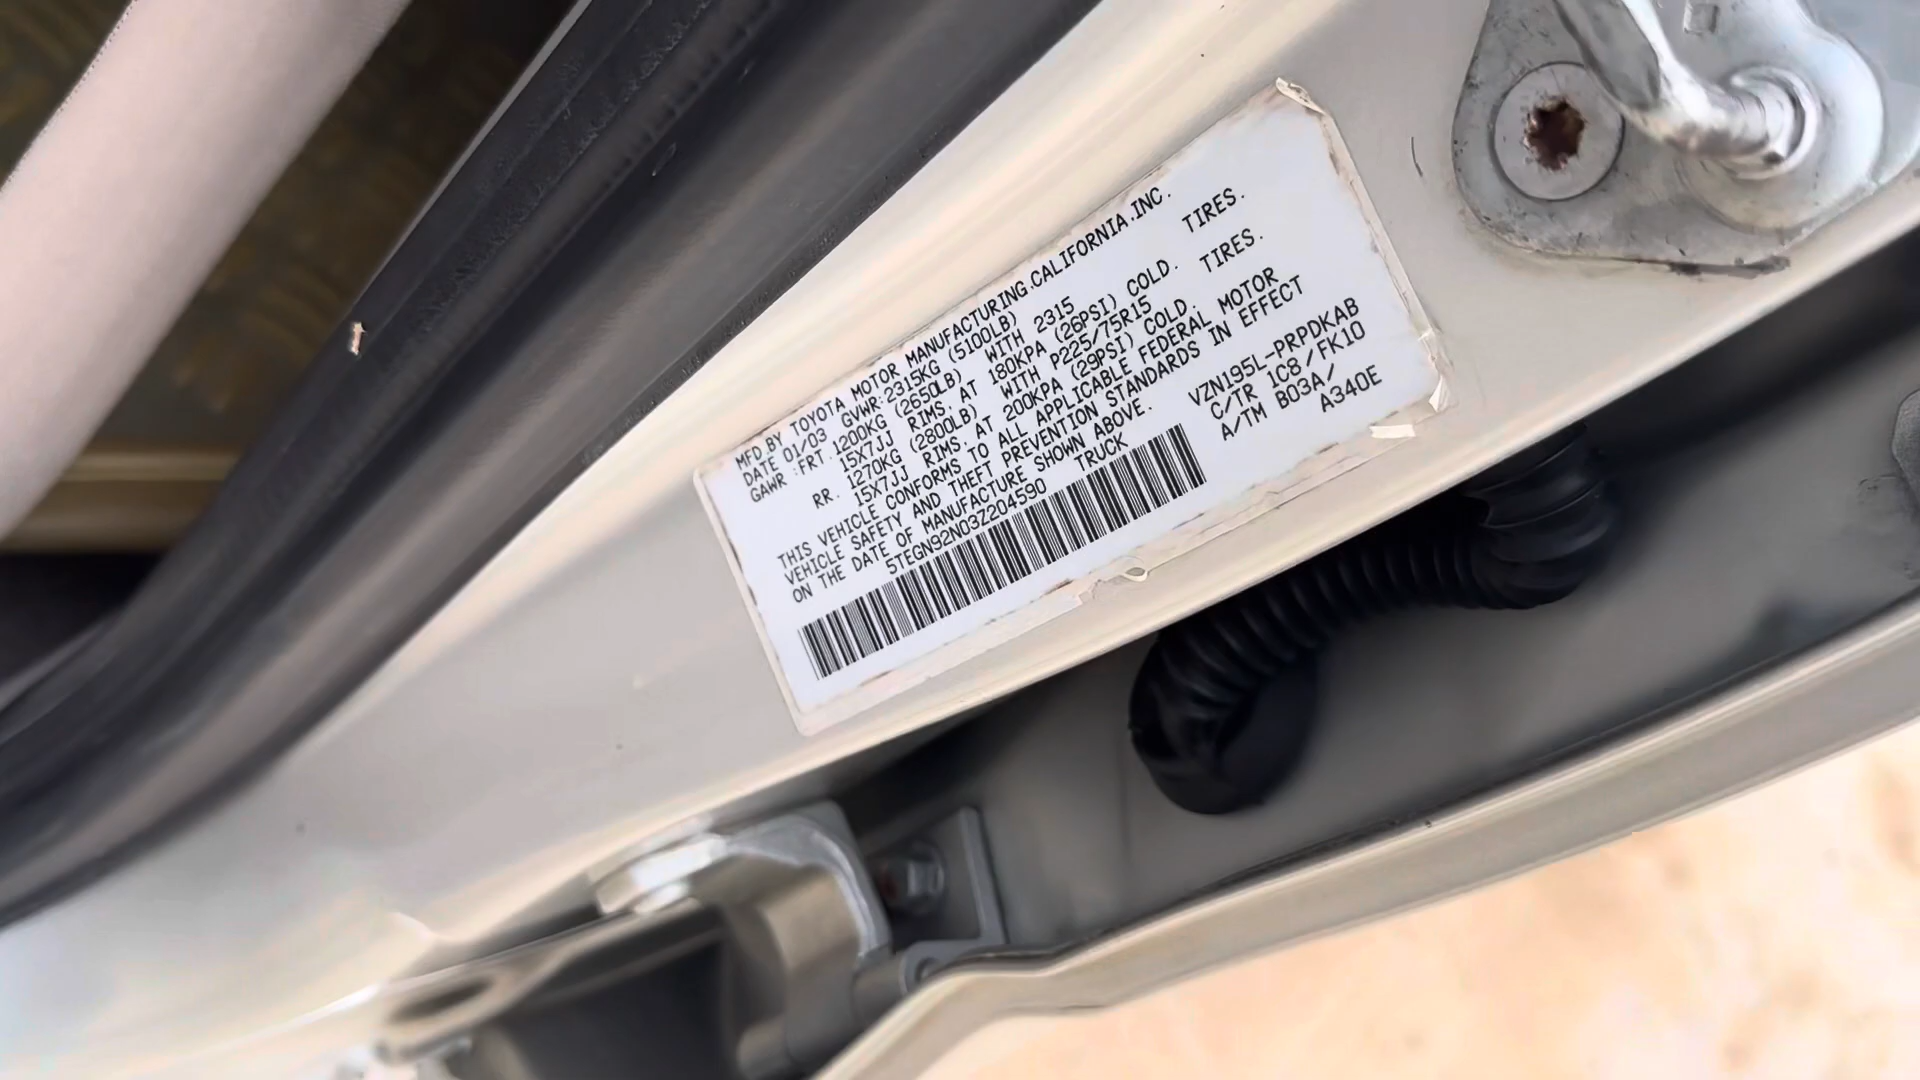 MFD.BY TOYOTA MOTOR MANUFACTURING.CALIFORNIA.INC.
DATE 01/03 GVWR:2315KG (5100LB)
GAWR :FRT. 1200KG (2650LB) WITH 2315 TIRES.
15X7JJ RIMS. AT 180KPA (26PSI) COLD.
RR. 1270KG (2800LB) WITH P225/75R15 TIRES.
15X7JJ RIMS. AT 200KPA (29PSI) COLD.
THIS VEHICLE CONFORMS TO ALL APPLICABLE FEDERAL MOTOR
VEHICLE SAFETY AND THEFT PREVENTION STANDARDS IN EFFECT
ON THE DATE OF MANUFACTURE SHOWN ABOVE.
5TEGN92N03Z204590 TRUCK
VZN195L-PRPDKAB
C/TR 1C8/FK10
A/TM B03A/
A340E